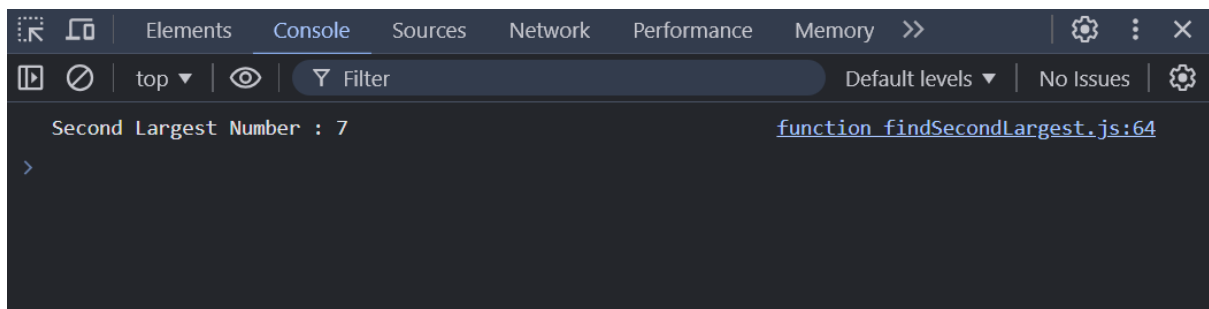 Elements Console Sources Network Performance Memory
top Filter Default levels No Issues
Second Largest Number : 7 function findSecondLargest.js:64